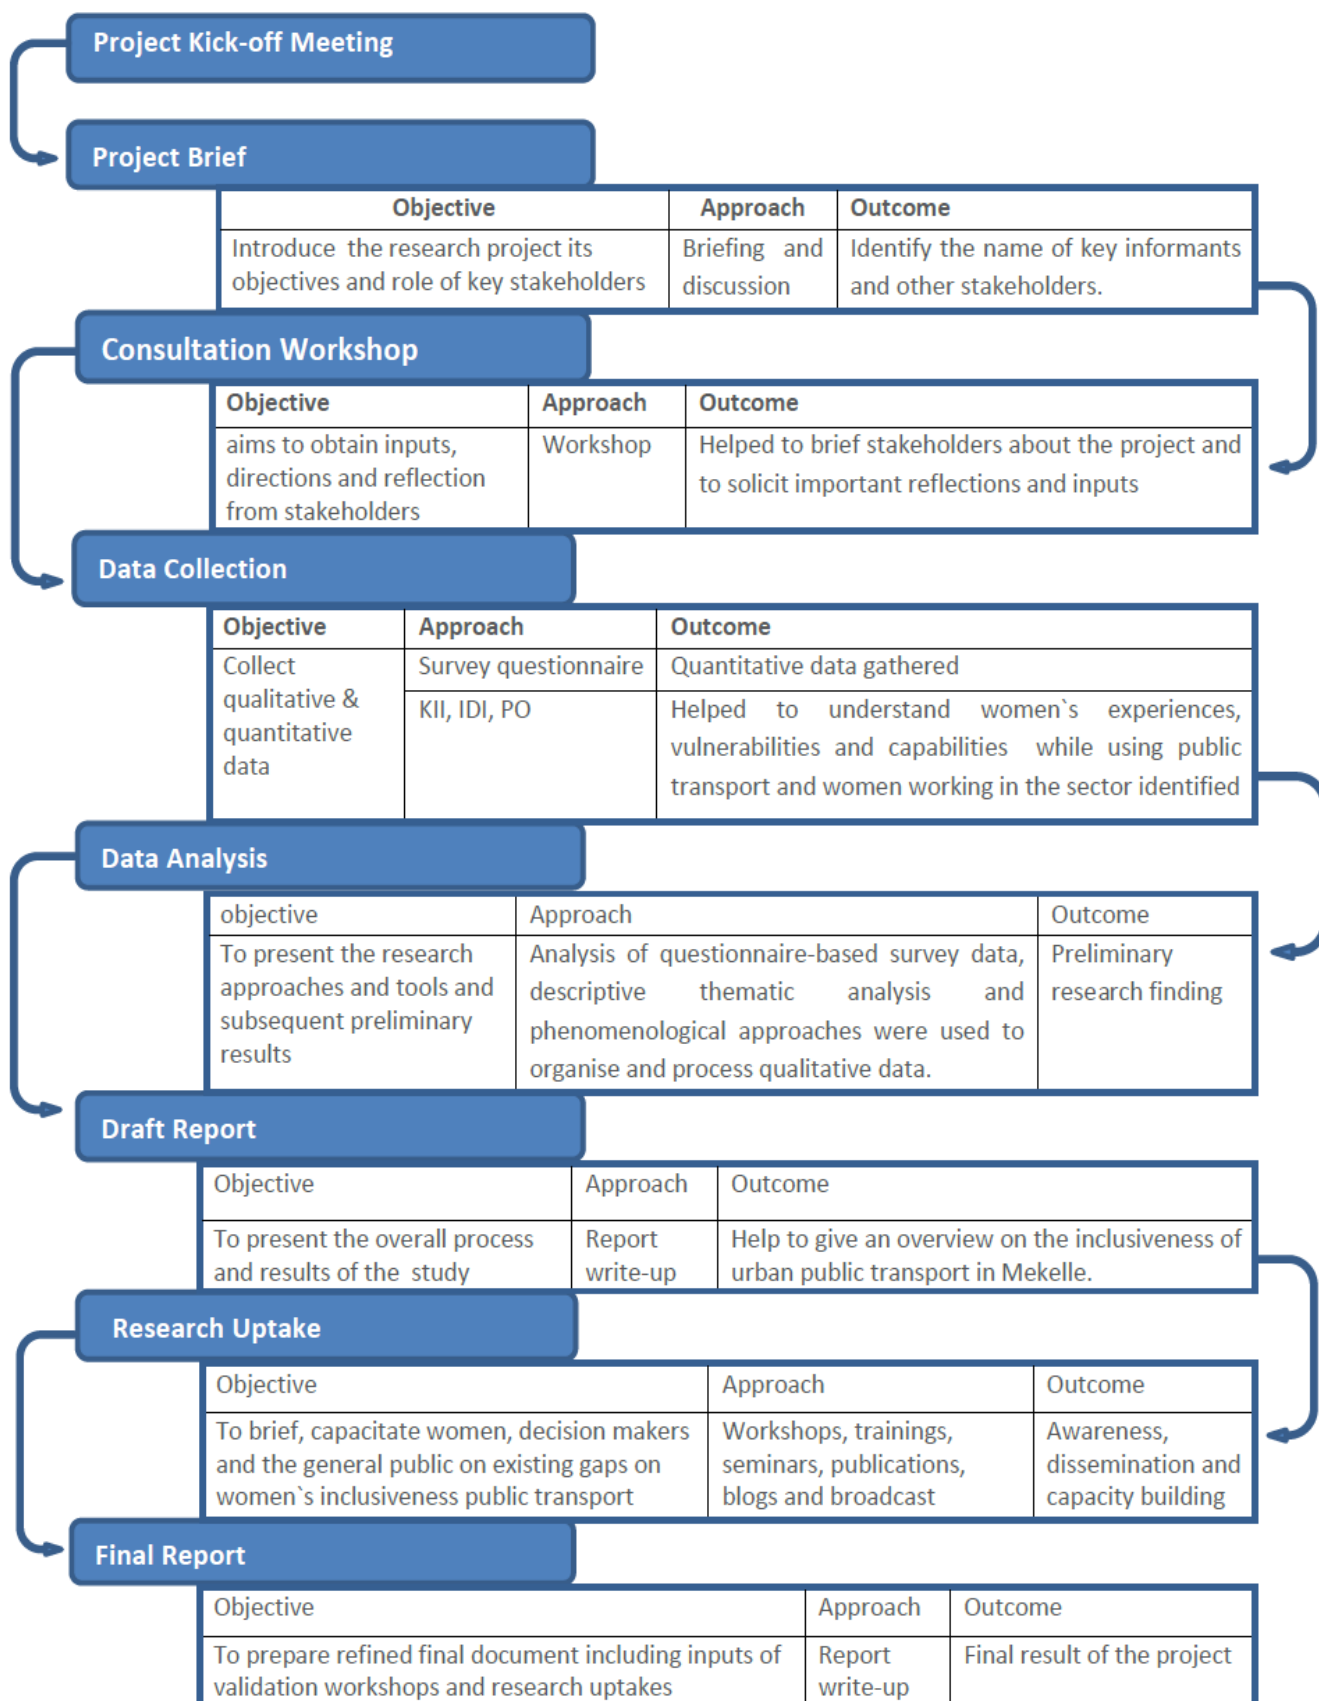 Project Kick-off Meeting
Project Brief
Objective Approach Outcome
Introduce the research project its
objectives and role of key stakeholders
Briefing and
discussion
Identify the name of key informants
and other stakeholders.
Consultation Workshop
Objective Approach Outcome
aims to obtain inputs,
directions and reflection
from stakeholders
Workshop
Helped to brief stakeholders about the project and
to solicit important reflections and inputs
Data Collection
Objective Approach Outcome
Collect
qualitative &
quantitative
data
Survey questionnaire
Quantitative data gathered
KII, IDI, PO
Helped to understand women`s experiences,
vulnerabilities and capabilities while using public
transport and women working in the sector identified
Data Analysis
objective Approach Outcome
To present the research
approaches and tools and
subsequent preliminary
results
Analysis of questionnaire-based survey data,
descriptive thematic analysis and
phenomenological approaches were used to
organise and process qualitative data.
Preliminary
research finding
Draft Report
Objective Approach Outcome
To present the overall process
and results of the study
Report
write-up
Help to give an overview on the inclusiveness of
urban public transport in Mekelle.
Research Uptake
Objective Approach Outcome
To brief, capacitate women, decision makers
and the general public on existing gaps on
women`s inclusiveness public transport
Workshops, trainings,
seminars, publications,
blogs and broadcast
Awareness,
dissemination and
capacity building
Final Report
Objective Approach Outcome
To prepare refined final document including inputs of
validation workshops and research uptakes
Report
write-up
Final result of the project